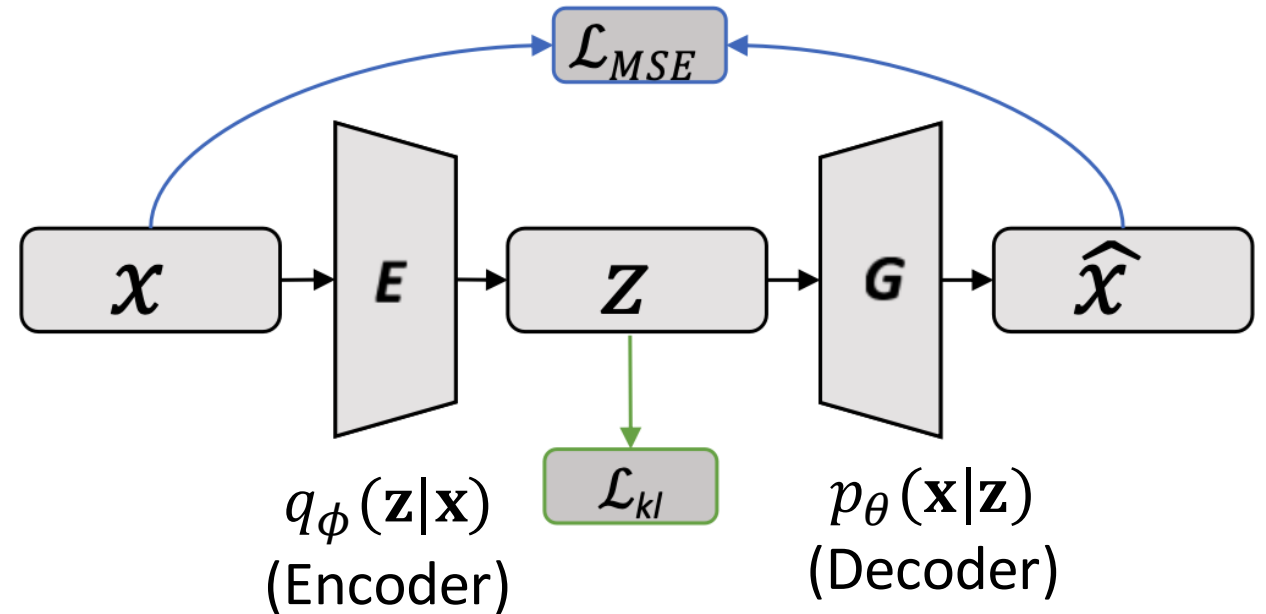 ℒ_MSE
x
E
z
G
x̂
q_ϕ(𝐳|𝐱)
(Encoder)
ℒ_kl
p_θ(𝐱|𝐳)
(Decoder)